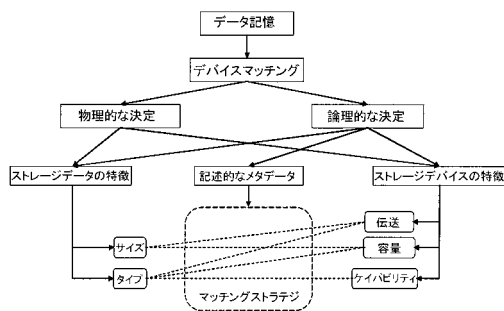 データ記憶
デバイスマッチング
物理的な決定
論理的な決定
ストレージデータの特徴
記述的なメタデータ
ストレージデバイスの特徴
伝送
サイズ
容量
タイプ
ケイパビリティ
マッチングストラテジ